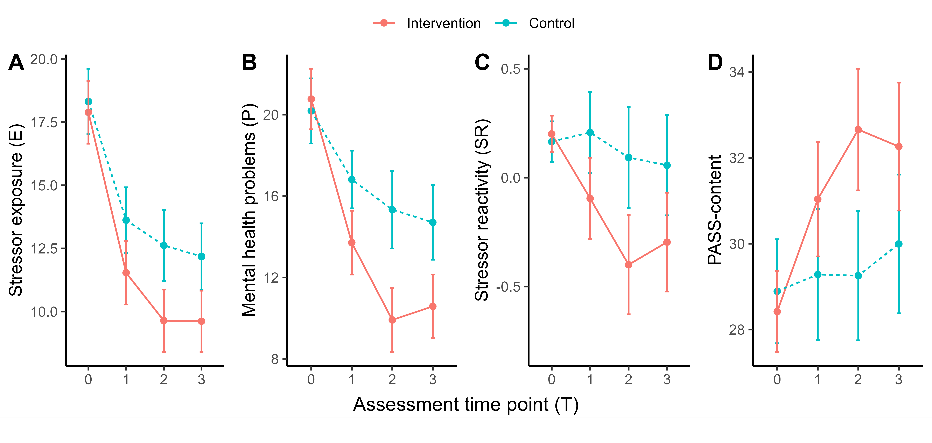 Intervention Control
A
Stressor exposure (E)
20.0
17.5
15.0
12.5
10.0
0 1 2 3
B
Mental health problems (P)
20
16
12
8
0 1 2 3
C
Stressor reactivity (SR)
0.5
0.0
-0.5
0 1 2 3
D
PASS-content
34
32
30
28
0 1 2 3
Assessment time point (T)